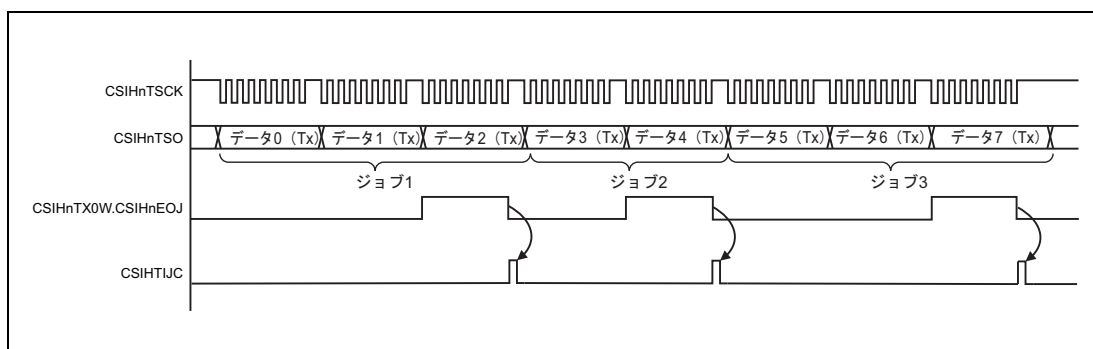 CSIHnTSCK
CSIHnTSO
データ0（Tx） データ1（Tx） データ2（Tx） データ3（Tx） データ4（Tx） データ5（Tx） データ6（Tx） データ7（Tx）
ジョブ1 ジョブ2 ジョブ3
CSIHnTX0W.CSIHnEOJ
CSIHTIJC